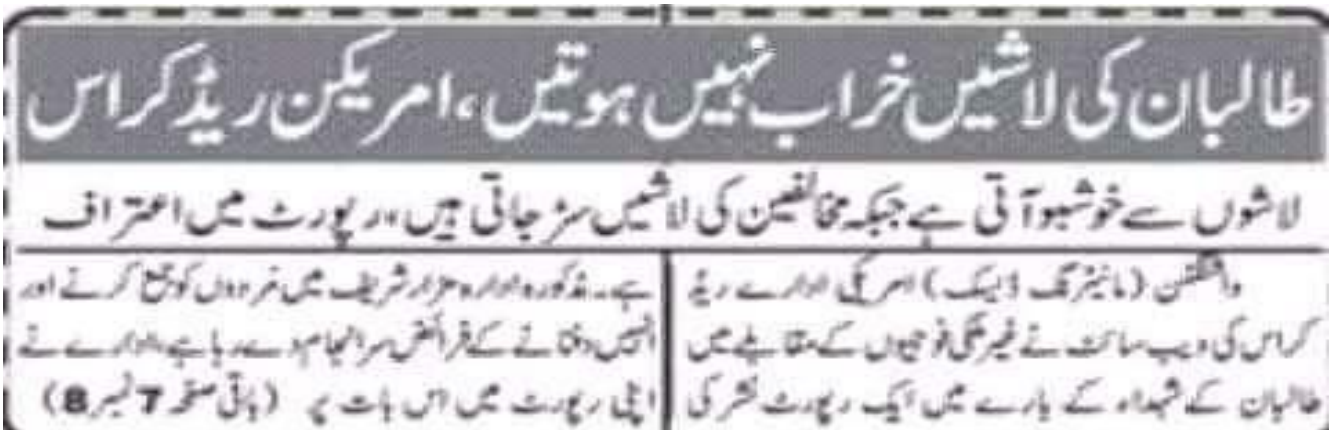 طالبان کی لاشیں خراب نہیں ہوتیں، امریکن ریڈ کراس
لاشوں سے خوشبو آتی ہے جبکہ مخالفین کی لاشیں سڑ جاتی ہیں، رپورٹ میں اعتراف
واشنگٹن (مانیٹرنگ ڈیسک) امریکی ادارے ریڈ
کراس کی ویب سائٹ نے غیر ملکی فوجیوں کے مقابلے میں
طالبان کے شہداء کے بارے میں ایک رپورٹ نشر کی
ہے۔ مذکورہ ادارہ مزار شریف میں مردوں کو جمع کرنے اور
انہیں دفنانے کے فرائض سرانجام دے رہا ہے، ادارے نے
اپنی رپورٹ میں اس بات پر (باقی صفحہ 7 نمبر 8)